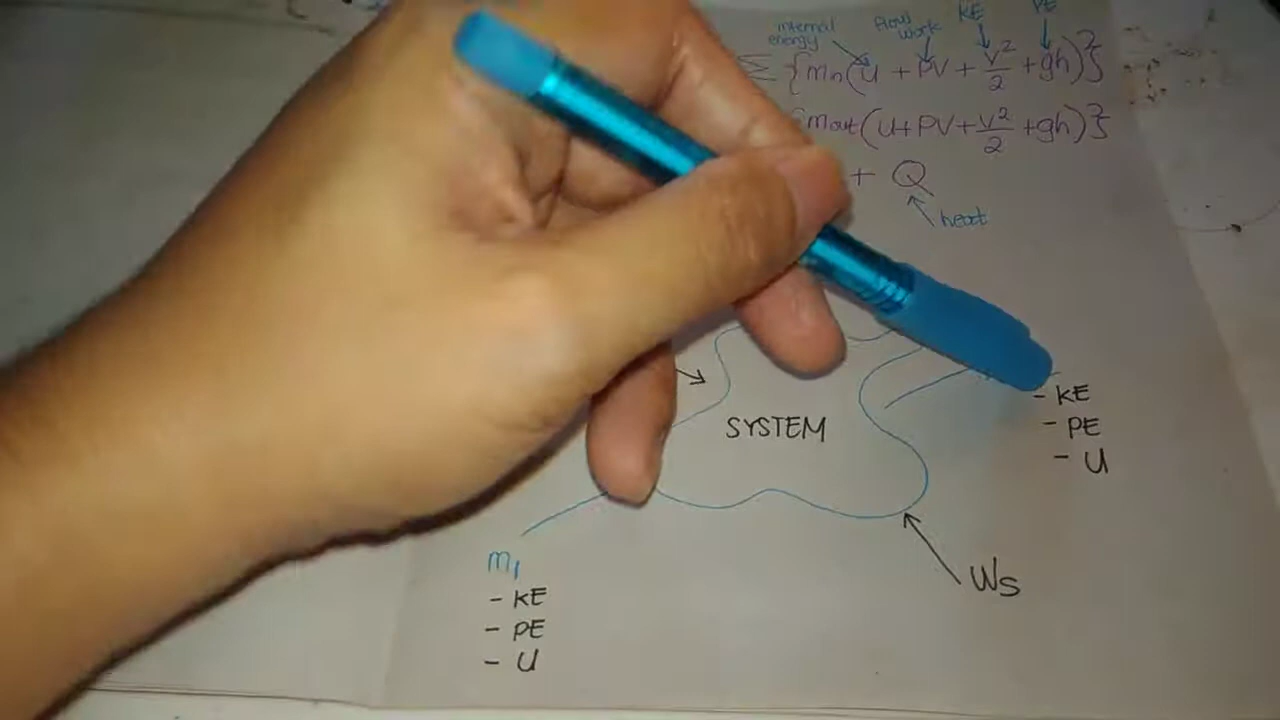 internal energy flow work KE PE
Σ {min(U + PV + V²/2 + gh)}
{mout(U + PV + V²/2 + gh)}
+ Q
heat
SYSTEM
- KE
- PE
- U
Ws
m₁
- KE
- PE
- U